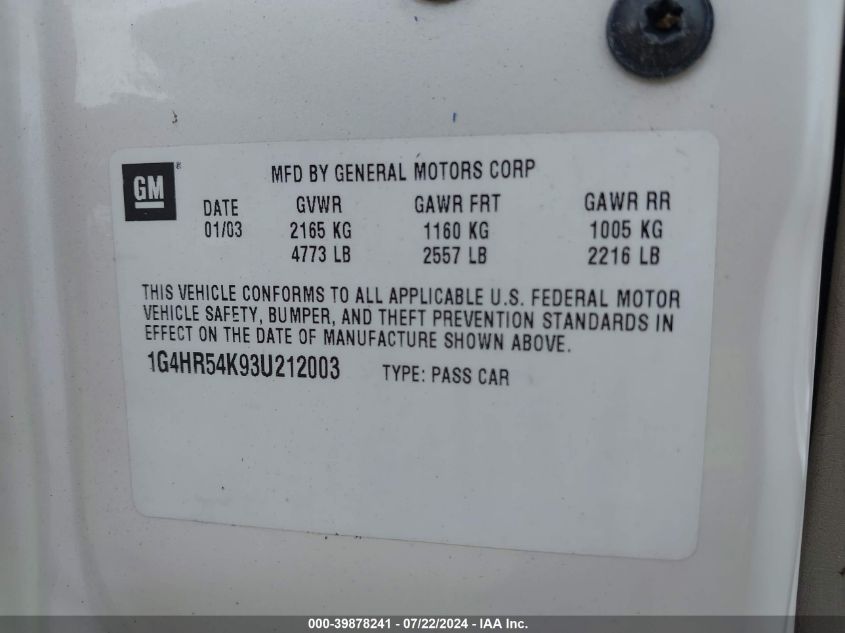 GM®
MFD BY GENERAL MOTORS CORP
DATE GVWR GAWR FRT GAWR RR
01/03 2165 KG 1160 KG 1005 KG
4773 LB 2557 LB 2216 LB
THIS VEHICLE CONFORMS TO ALL APPLICABLE U.S. FEDERAL MOTOR
VEHICLE SAFETY, BUMPER, AND THEFT PREVENTION STANDARDS IN
EFFECT ON THE DATE OF MANUFACTURE SHOWN ABOVE.
1G4HR54K93U212003 TYPE: PASS CAR
000-39878241 - 07/22/2024 - IAA Inc.